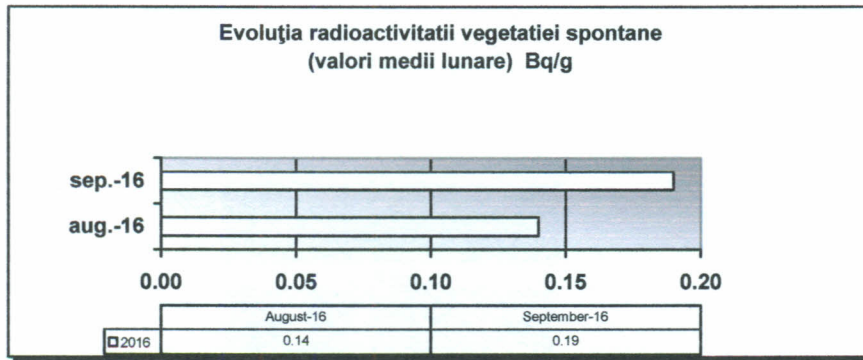 Evoluţia radioactivitatii vegetatiei spontane
(valori medii lunare) Bq/g
sep.-16
aug.-16
0.00 0.05 0.10 0.15 0.20
August-16 September-16
2016 0.14 0.19